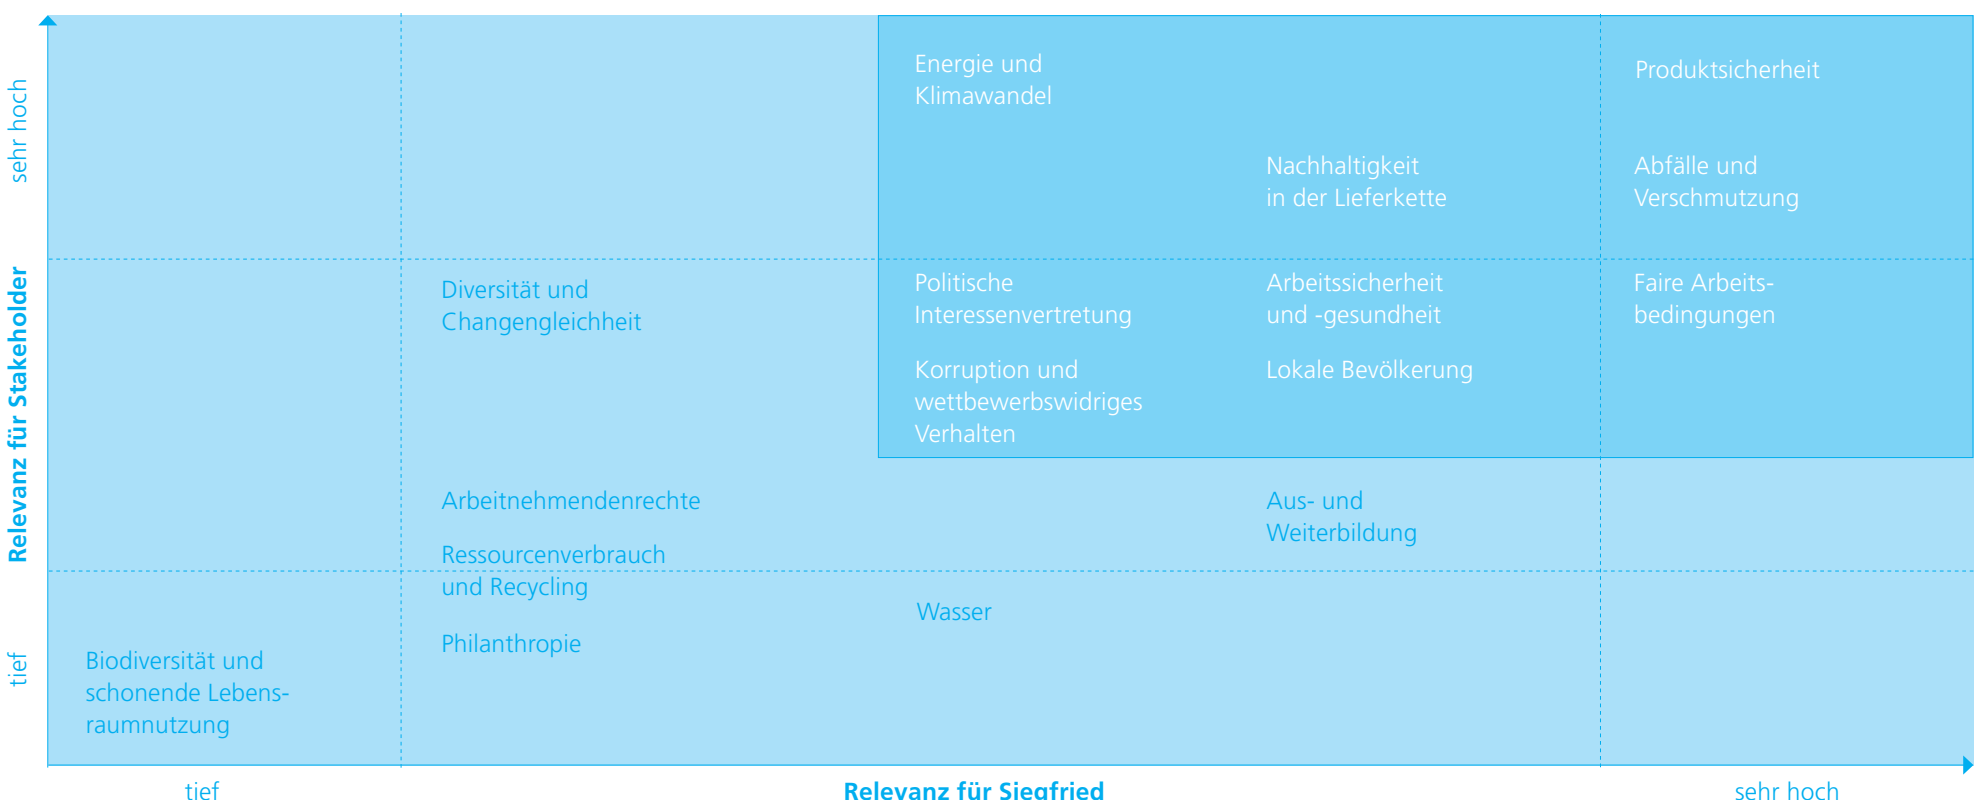 sehr hoch
Relevanz für Stakeholder
tief
Energie und
Klimawandel
Produktsicherheit
Nachhaltigkeit
in der Lieferkette
Abfälle und
Verschmutzung
Diversität und
Changengleichheit
Politische
Interessenvertretung
Arbeitssicherheit
und -gesundheit
Faire Arbeits-
bedingungen
Korruption und
wettbewerbswidriges
Verhalten
Lokale Bevölkerung
Arbeitnehmendenrechte
Aus- und
Weiterbildung
Ressourcenverbrauch
und Recycling
Wasser
Philanthropie
Biodiversität und
schonende Lebens-
raumnutzung
tief
Relevanz für Siegfried
sehr hoch